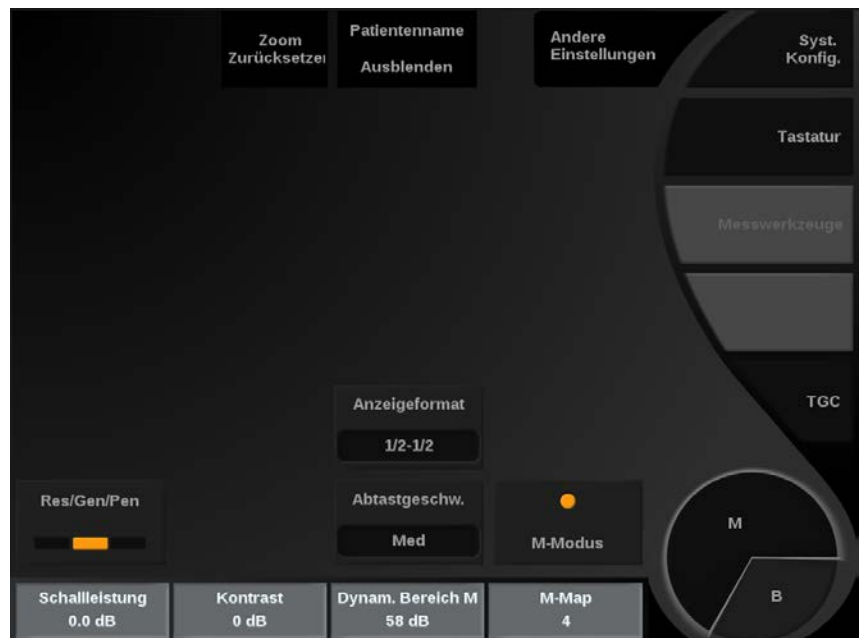 Zoom
Zurücksetze
Patientenname
Ausblenden
Andere
Einstellungen
Syst.
Konfig.
Tastatur
Messwerkzeuge
Anzeigeformat
1/2-1/2
TGC
Res/Gen/Pen
Abtastgeschw.
Med
M-Modus
M
B
Schallleistung
0.0 dB
Kontrast
0 dB
Dynam. Bereich M
58 dB
M-Map
4